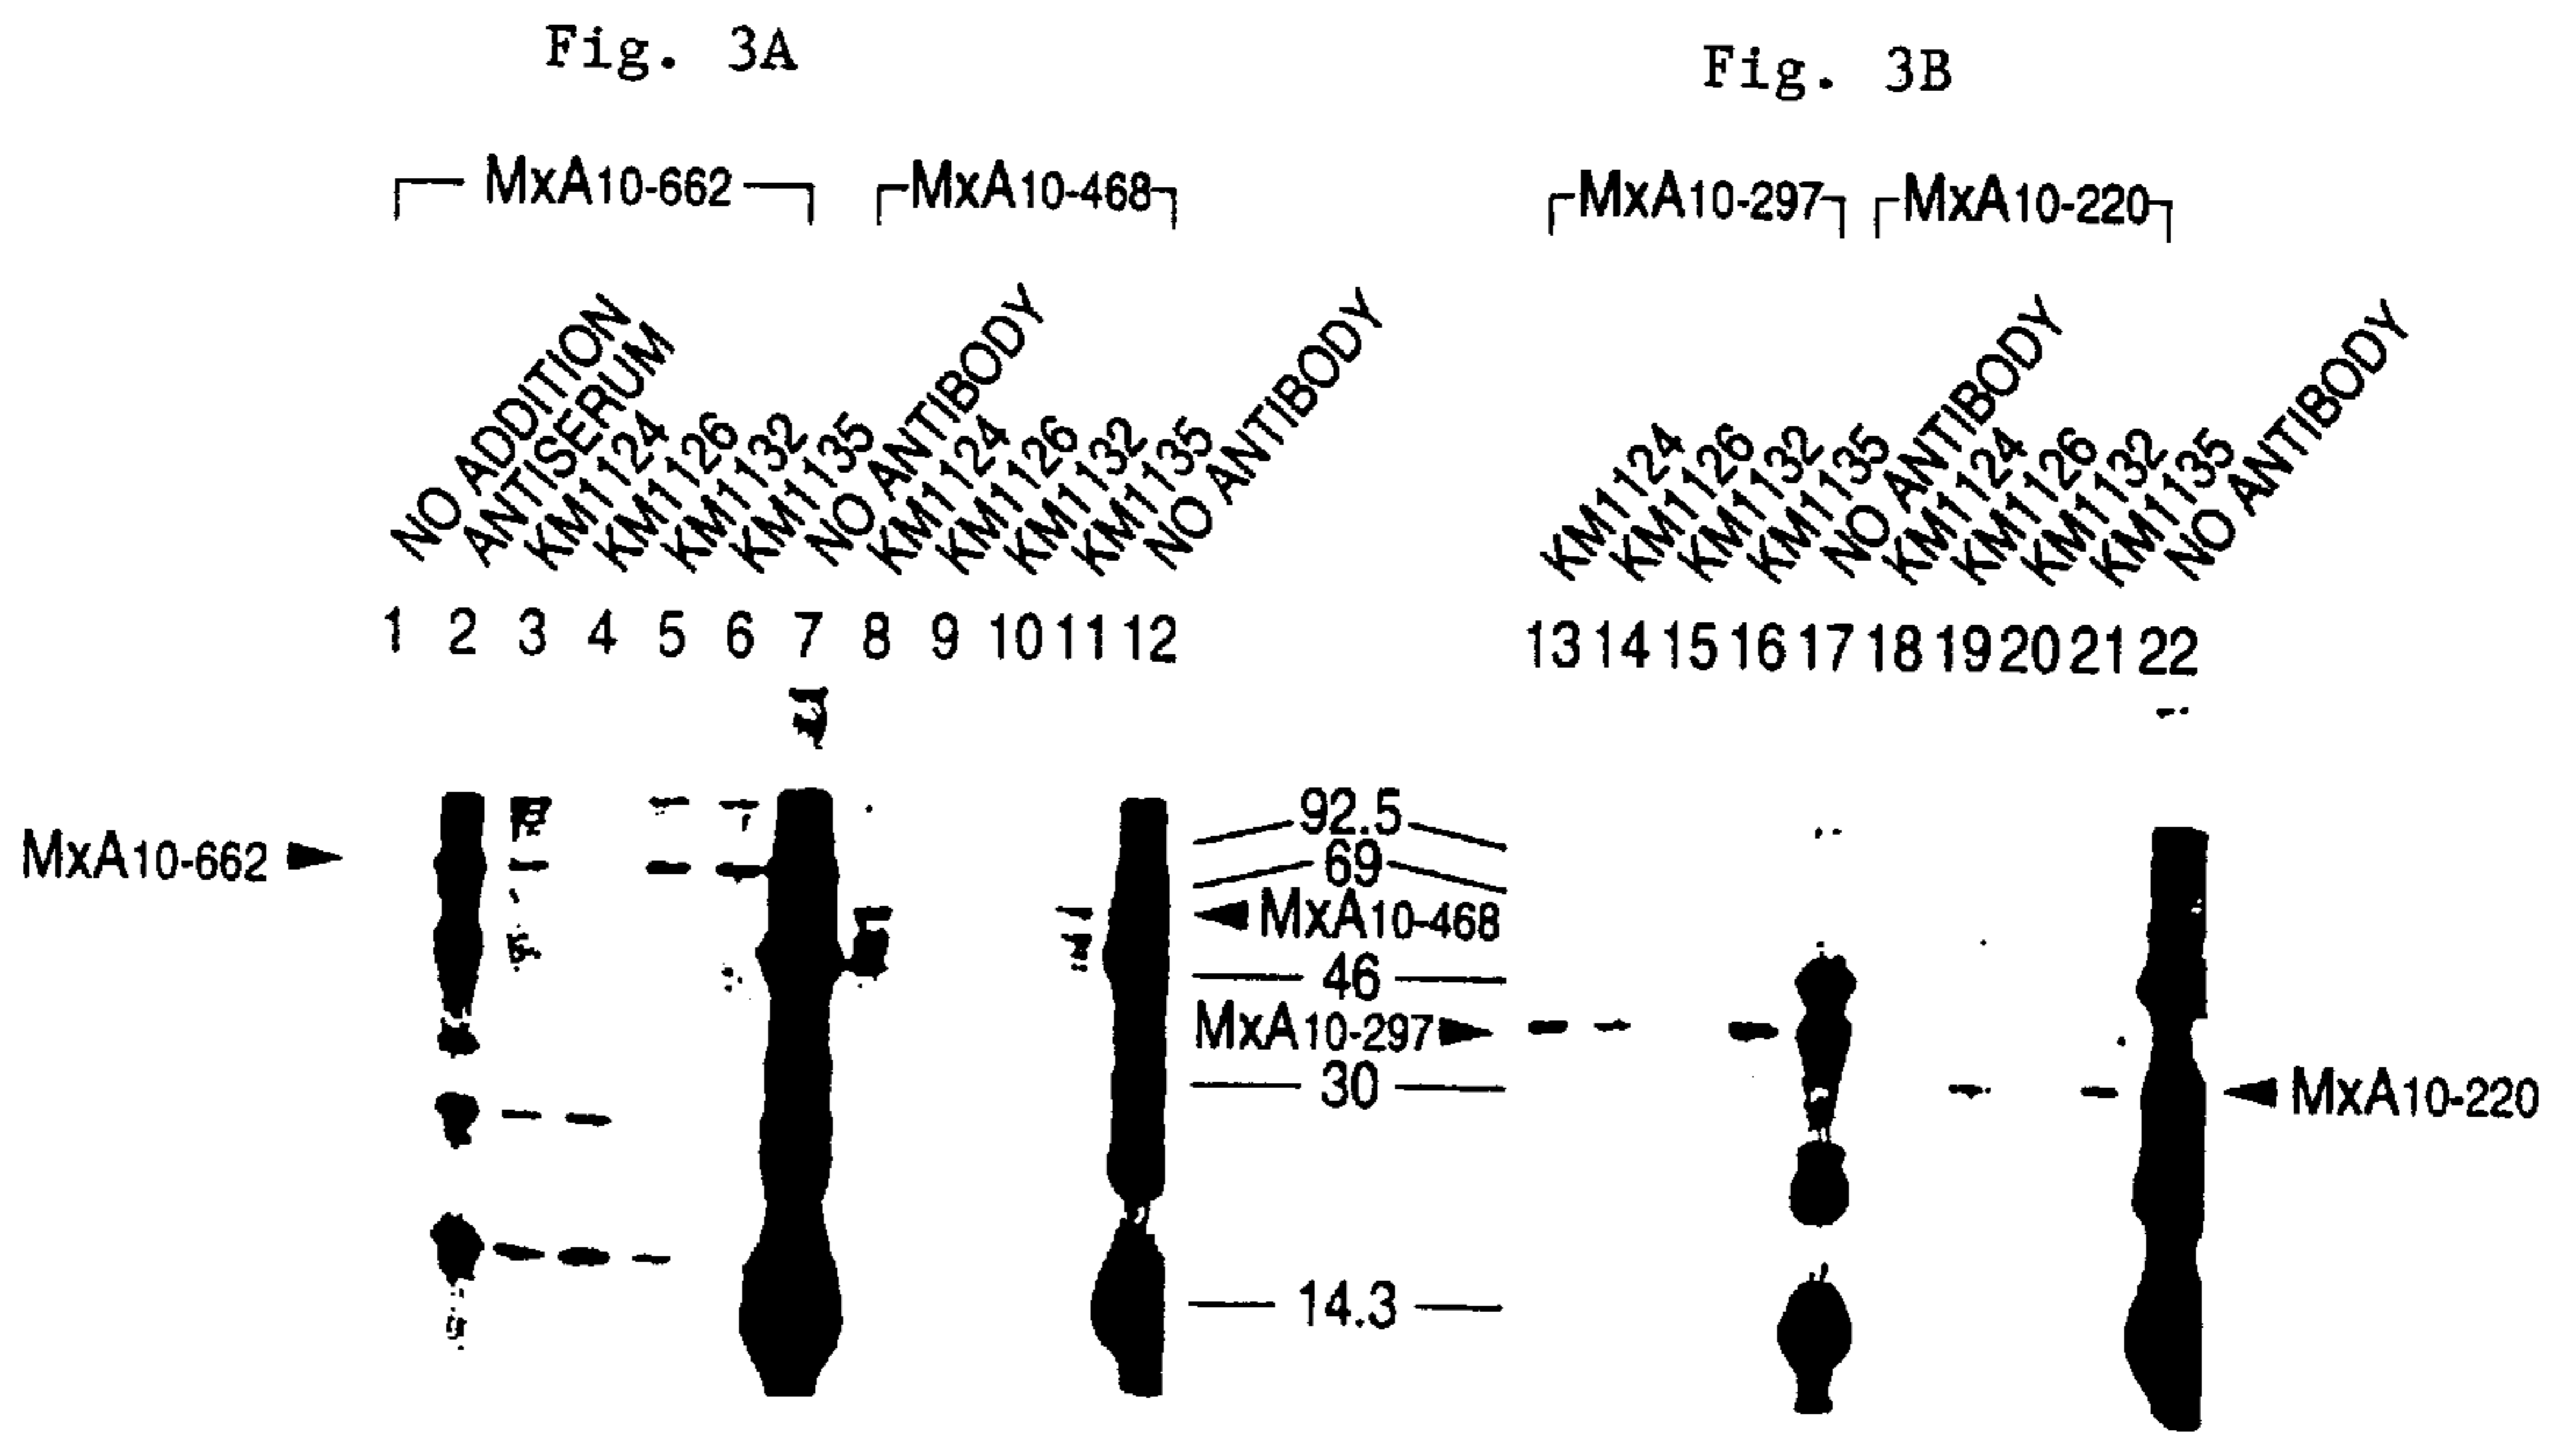 Fig. 3A
Fig. 3B
MxA10-662
MxA10-468
MxA10-297
MxA10-220
NO ADDITION
ANTISERUM
KM1124
KM1126
KM1132
KM1135
NO ANTIBODY
KM1124
KM1126
KM1132
KM1135
NO ANTIBODY
KM1124
KM1126
KM1132
KM1135
NO ANTIBODY
KM1124
KM1126
KM1132
KM1135
NO ANTIBODY
1 2 3 4 5 6 7 8 9 10 11 12
13 14 15 16 17 18 19 20 21 22
MxA10-662
92.5
69
MxA10-468
46
MxA10-297
30
MxA10-220
14.3